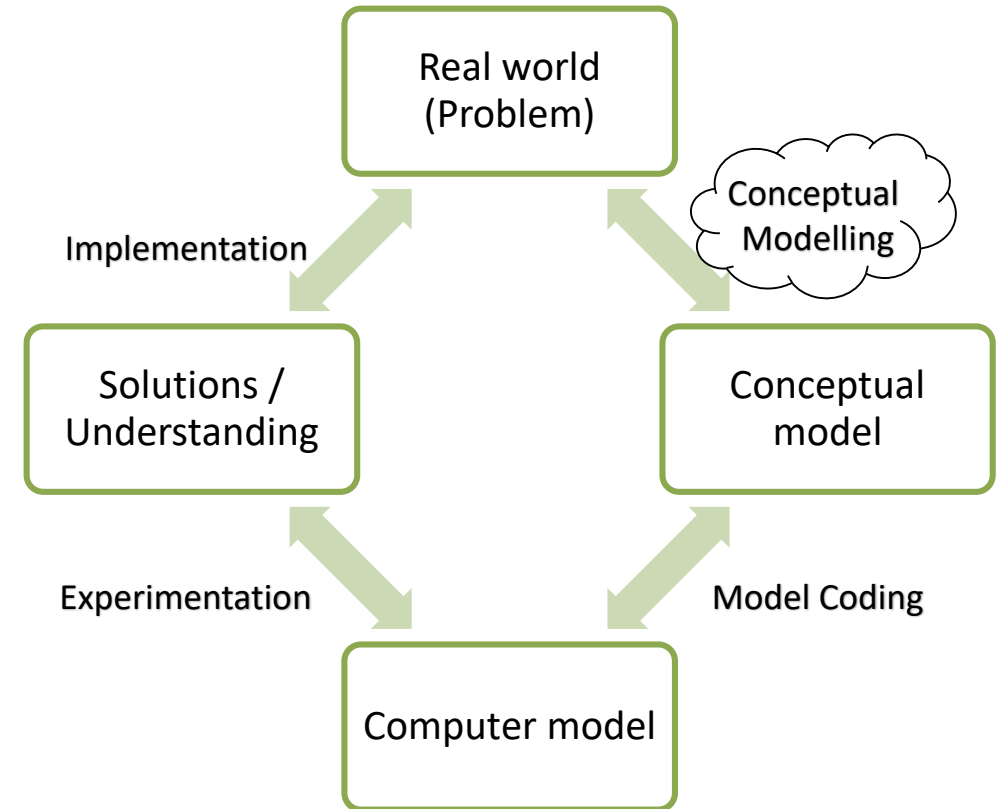 Real world
(Problem)
Conceptual
Modelling
Implementation
Solutions /
Understanding
Conceptual
model
Experimentation
Model Coding
Computer model